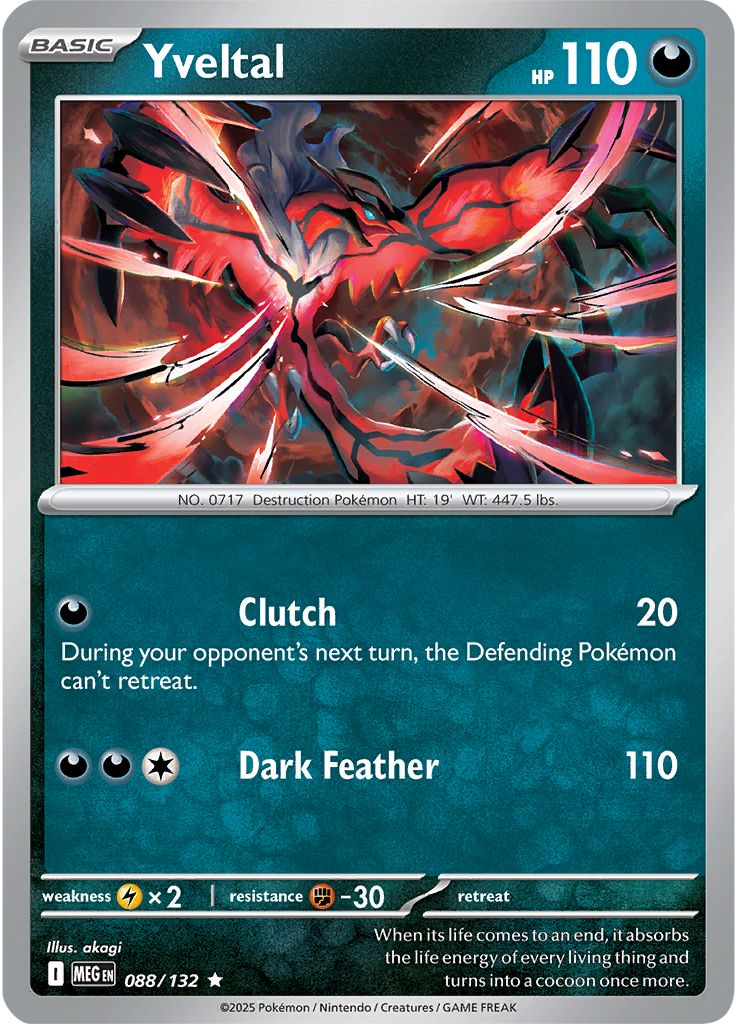 BASIC
Yveltal
HP 110
NO. 0717 Destruction Pokémon HT: 19' WT: 447.5 lbs.
Clutch 20
During your opponent's next turn, the Defending Pokémon
can't retreat.
Dark Feather 110
weakness ×2 resistance -30 retreat
Illus. akagi
I MEG EN 088/132 ★
When its life comes to an end, it absorbs
the life energy of every living thing and
turns into a cocoon once more.
©2025 Pokémon / Nintendo / Creatures / GAME FREAK